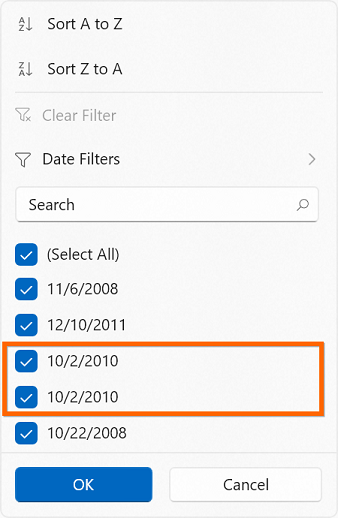 Sort A to Z
Sort Z to A
Clear Filter
Date Filters
Search
(Select All)
11/6/2008
12/10/2011
10/2/2010
10/2/2010
10/22/2008
OK Cancel